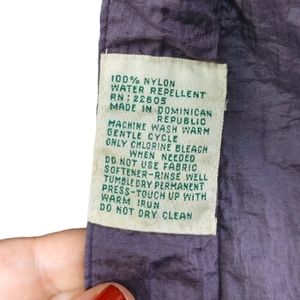 100% NYLON
WATER REPELLENT
RN: 22605
MADE IN DOMINICAN
REPUBLIC
MACHINE WASH WARM
GENTLE CYCLE
ONLY CHLORINE BLEACH
WHEN NEEDED
DO NOT USE FABRIC
SOFTENER-RINSE WELL
TUMBLEDRY PERMANENT
PRESS-TOUCH UP WITH
WARM IRUN
DO NOT DRY CLEAN